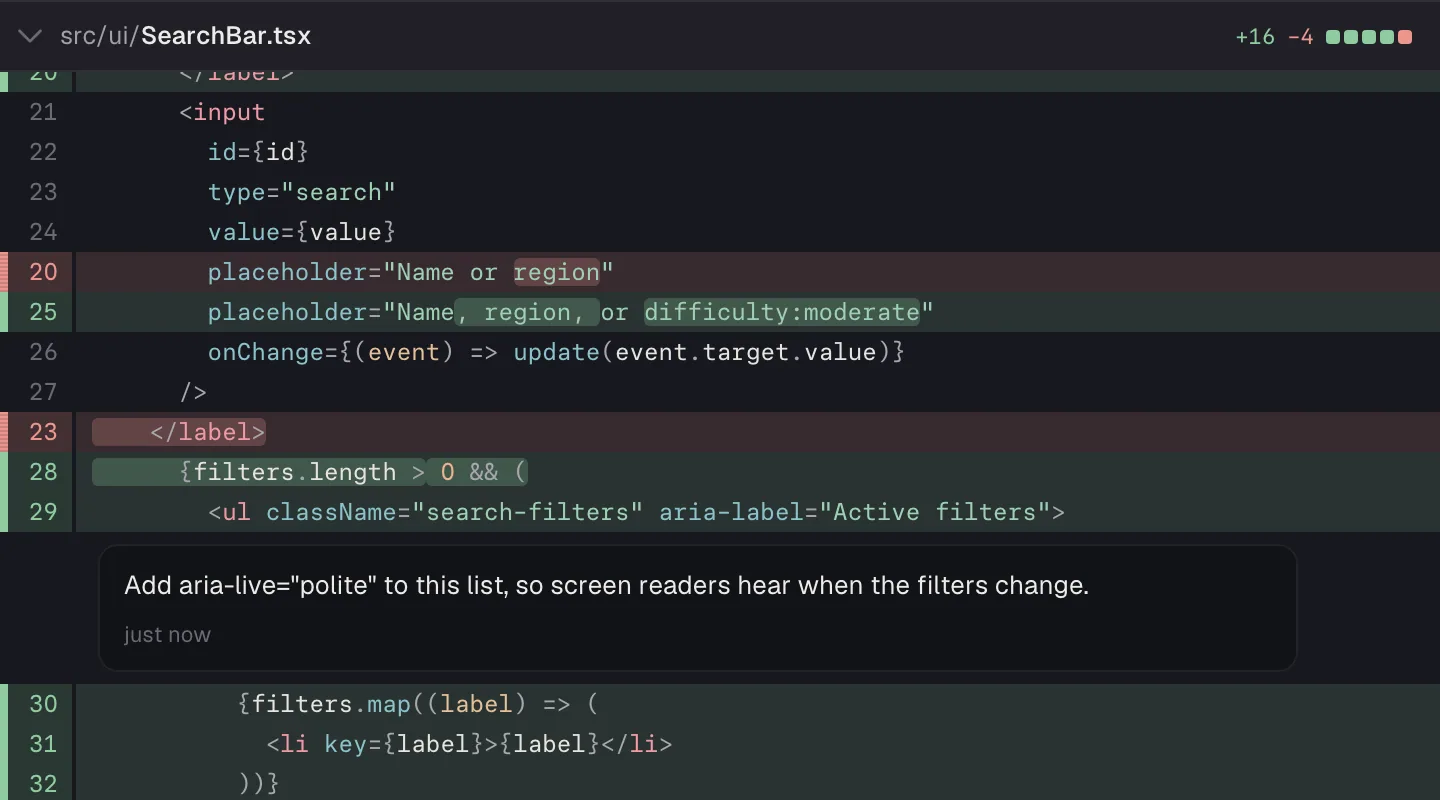 src/ui/SearchBar.tsx +16 -4
20 </label>
21 <input
22 id={id}
23 type="search"
24 value={value}
20 placeholder="Name or region"
25 placeholder="Name, region, or difficulty:moderate"
26 onChange={(event) => update(event.target.value)}
27 />
23 </label>
28 {filters.length > 0 && (
29 <ul className="search-filters" aria-label="Active filters">
Add aria-live="polite" to this list, so screen readers hear when the filters change.
just now
30 {filters.map((label) => (
31 <li key={label}>{label}</li>
32 ))}